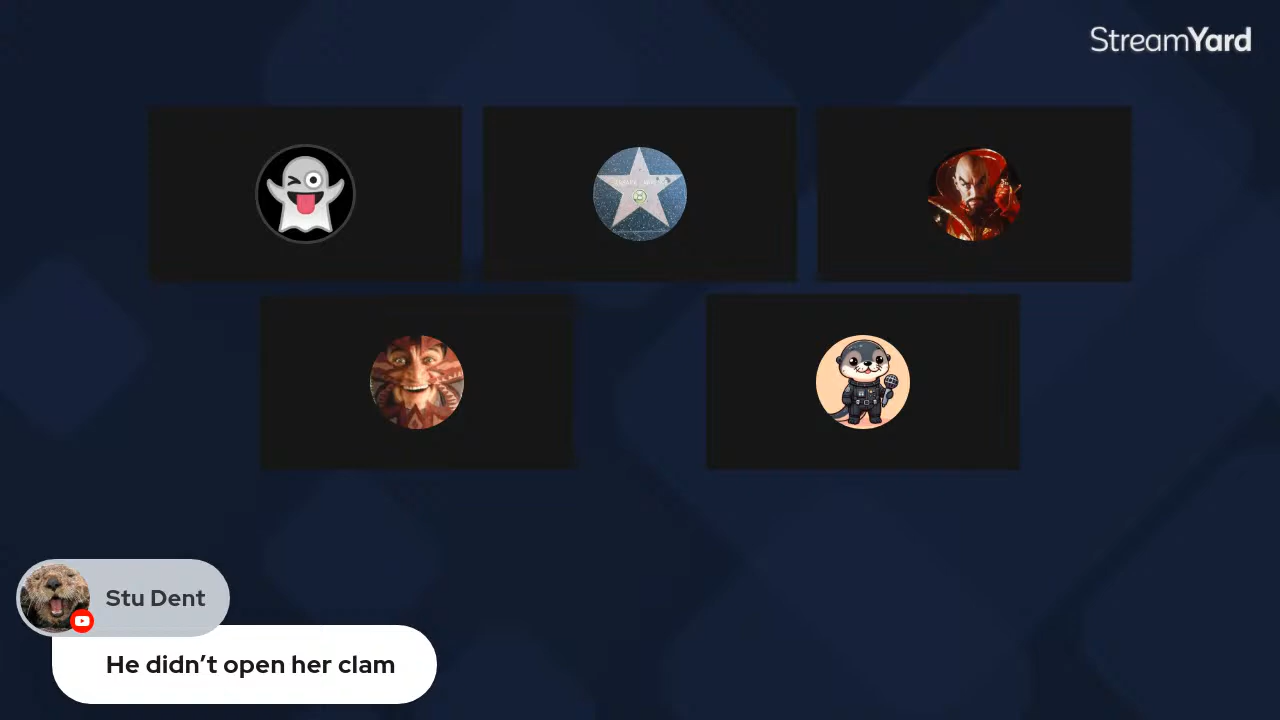 StreamYard
Stu Dent
He didn’t open her clam